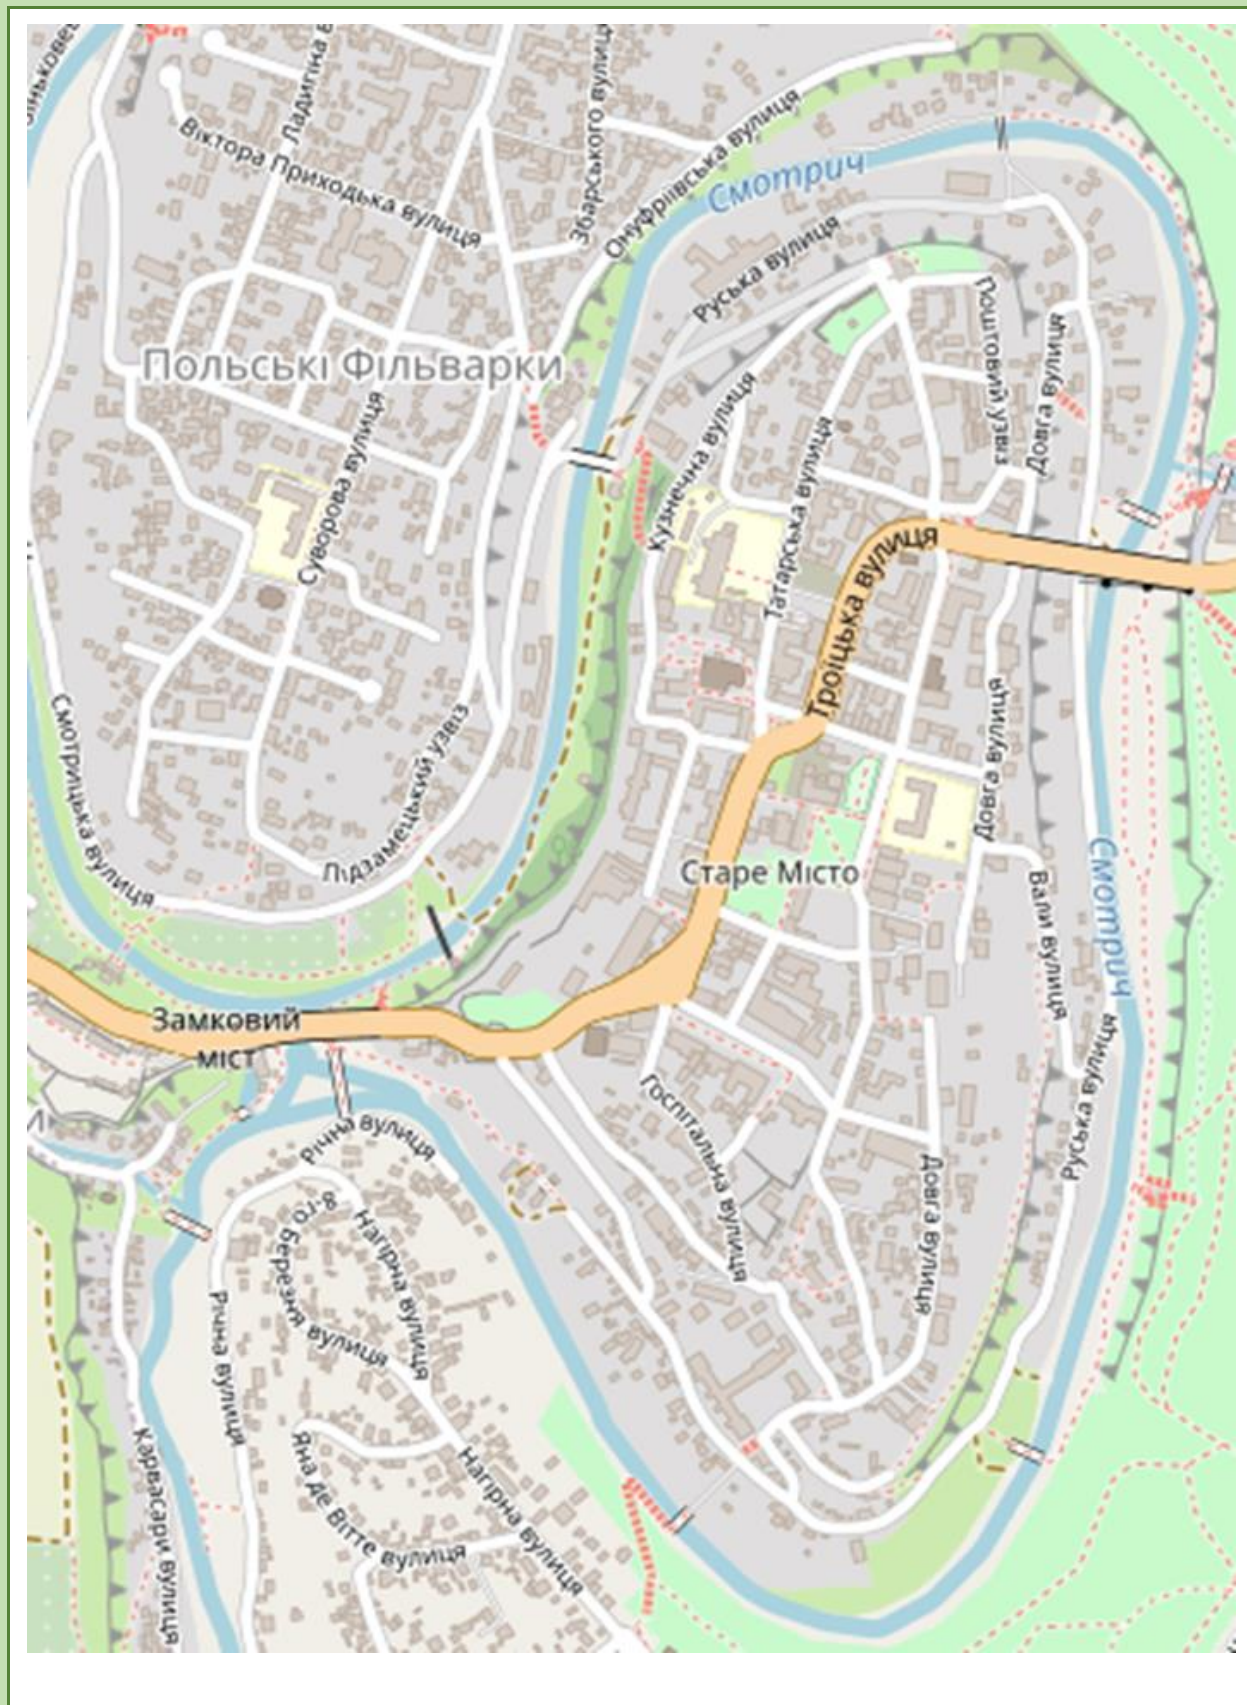 Ладигіна в
Збарського вулиц
Віктора Приходька вулиця
Онуфріївська вулиця
Смотрич
Руська вулиця
Поштовий узвіз
Довга вулиця
Польські Фільварки
Кузнечна вулиця
Татарська вулиця
Суворова вулиця
Троїцька вулиця
Смотрицька вулиця
Підзамецький узвіз
Довга вулиця
Старе Місто
Смотрич
Вали вулиця
Замковий
міст
Руська вулиця
Госпітальна вулиця
Річна вулиця
Довга вулиця
8-го Березня вулиця
Нагірна вулиця
Річна вулиця
Яна де Вітте вулиця
Нагірна вулиця
Карвасари вулиця